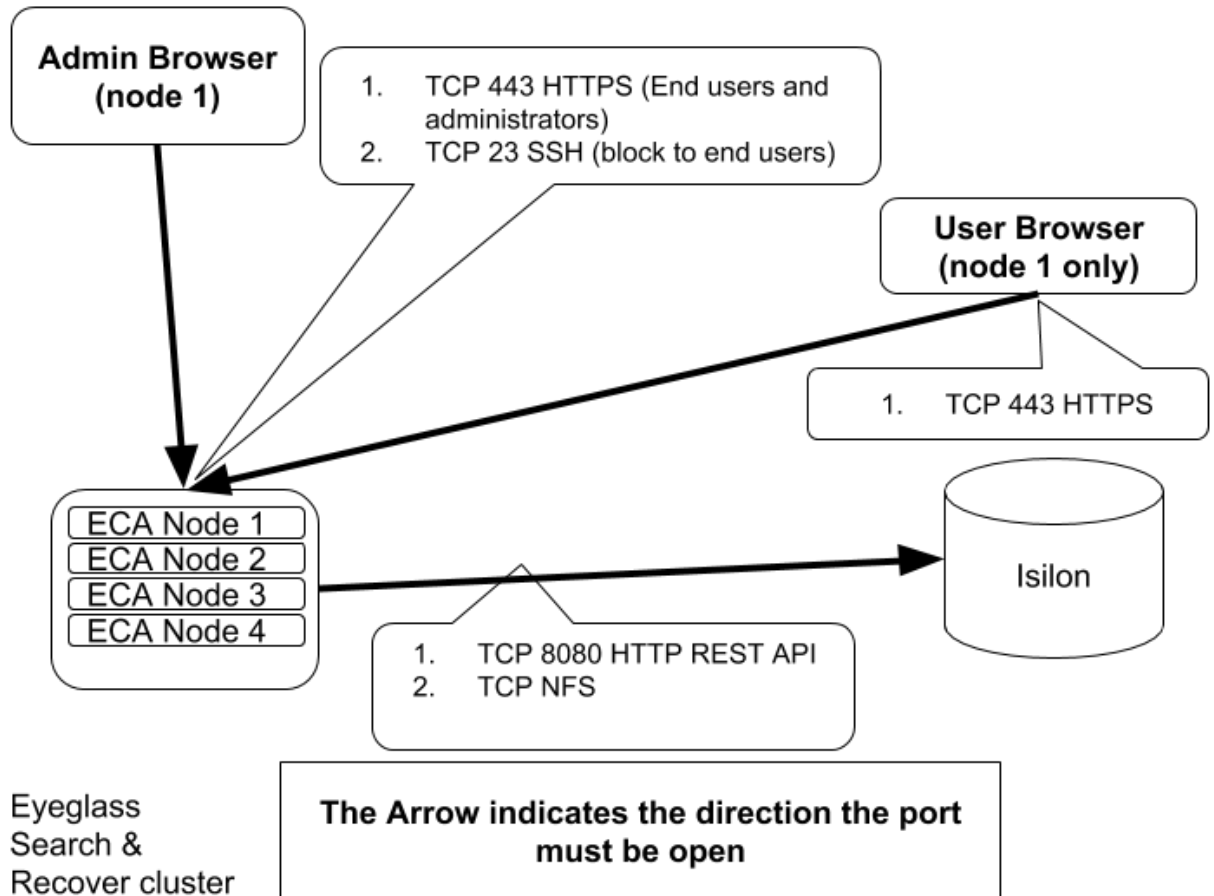 Admin Browser
(node 1)
1. TCP 443 HTTPS (End users and
administrators)
2. TCP 23 SSH (block to end users)
User Browser
(node 1 only)
1. TCP 443 HTTPS
ECA Node 1
ECA Node 2
ECA Node 3
ECA Node 4
Isilon
1. TCP 8080 HTTP REST API
2. TCP NFS
Eyeglass
Search &
Recover cluster
The Arrow indicates the direction the port
must be open